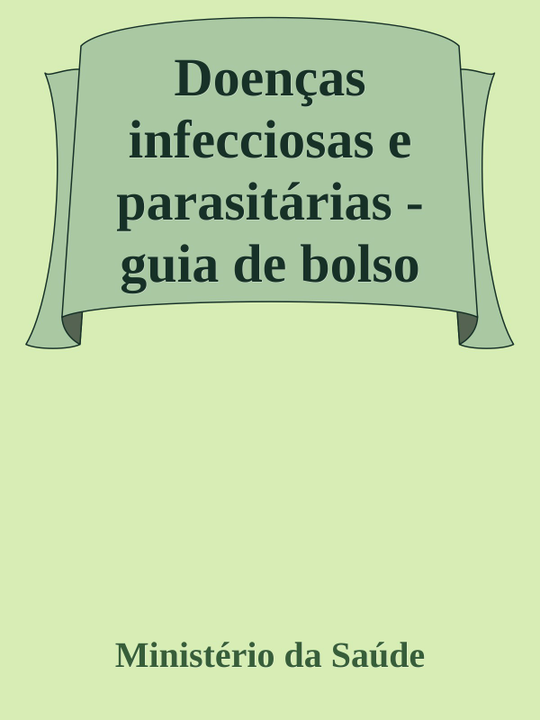 Doenças
infecciosas e
parasitárias -
guia de bolso
Ministério da Saúde